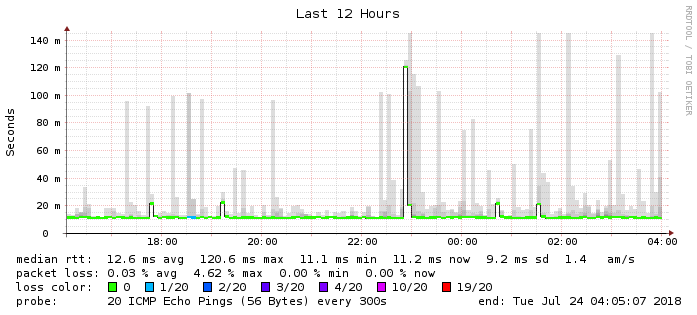 Last 12 Hours
RRDTOOL / TOBI OETIKER
Seconds
140 m
120 m
100 m
80 m
60 m
40 m
20 m
0
18:00 20:00 22:00 00:00 02:00 04:00
median rtt: 12.6 ms avg 120.6 ms max 11.1 ms min 11.2 ms now 9.2 ms sd 1.4 am/s
packet loss: 0.03 % avg 4.62 % max 0.00 % min 0.00 % now
loss color: 0 1/20 2/20 3/20 4/20 10/20 19/20
probe: 20 ICMP Echo Pings (56 Bytes) every 300s end: Tue Jul 24 04:05:07 2018